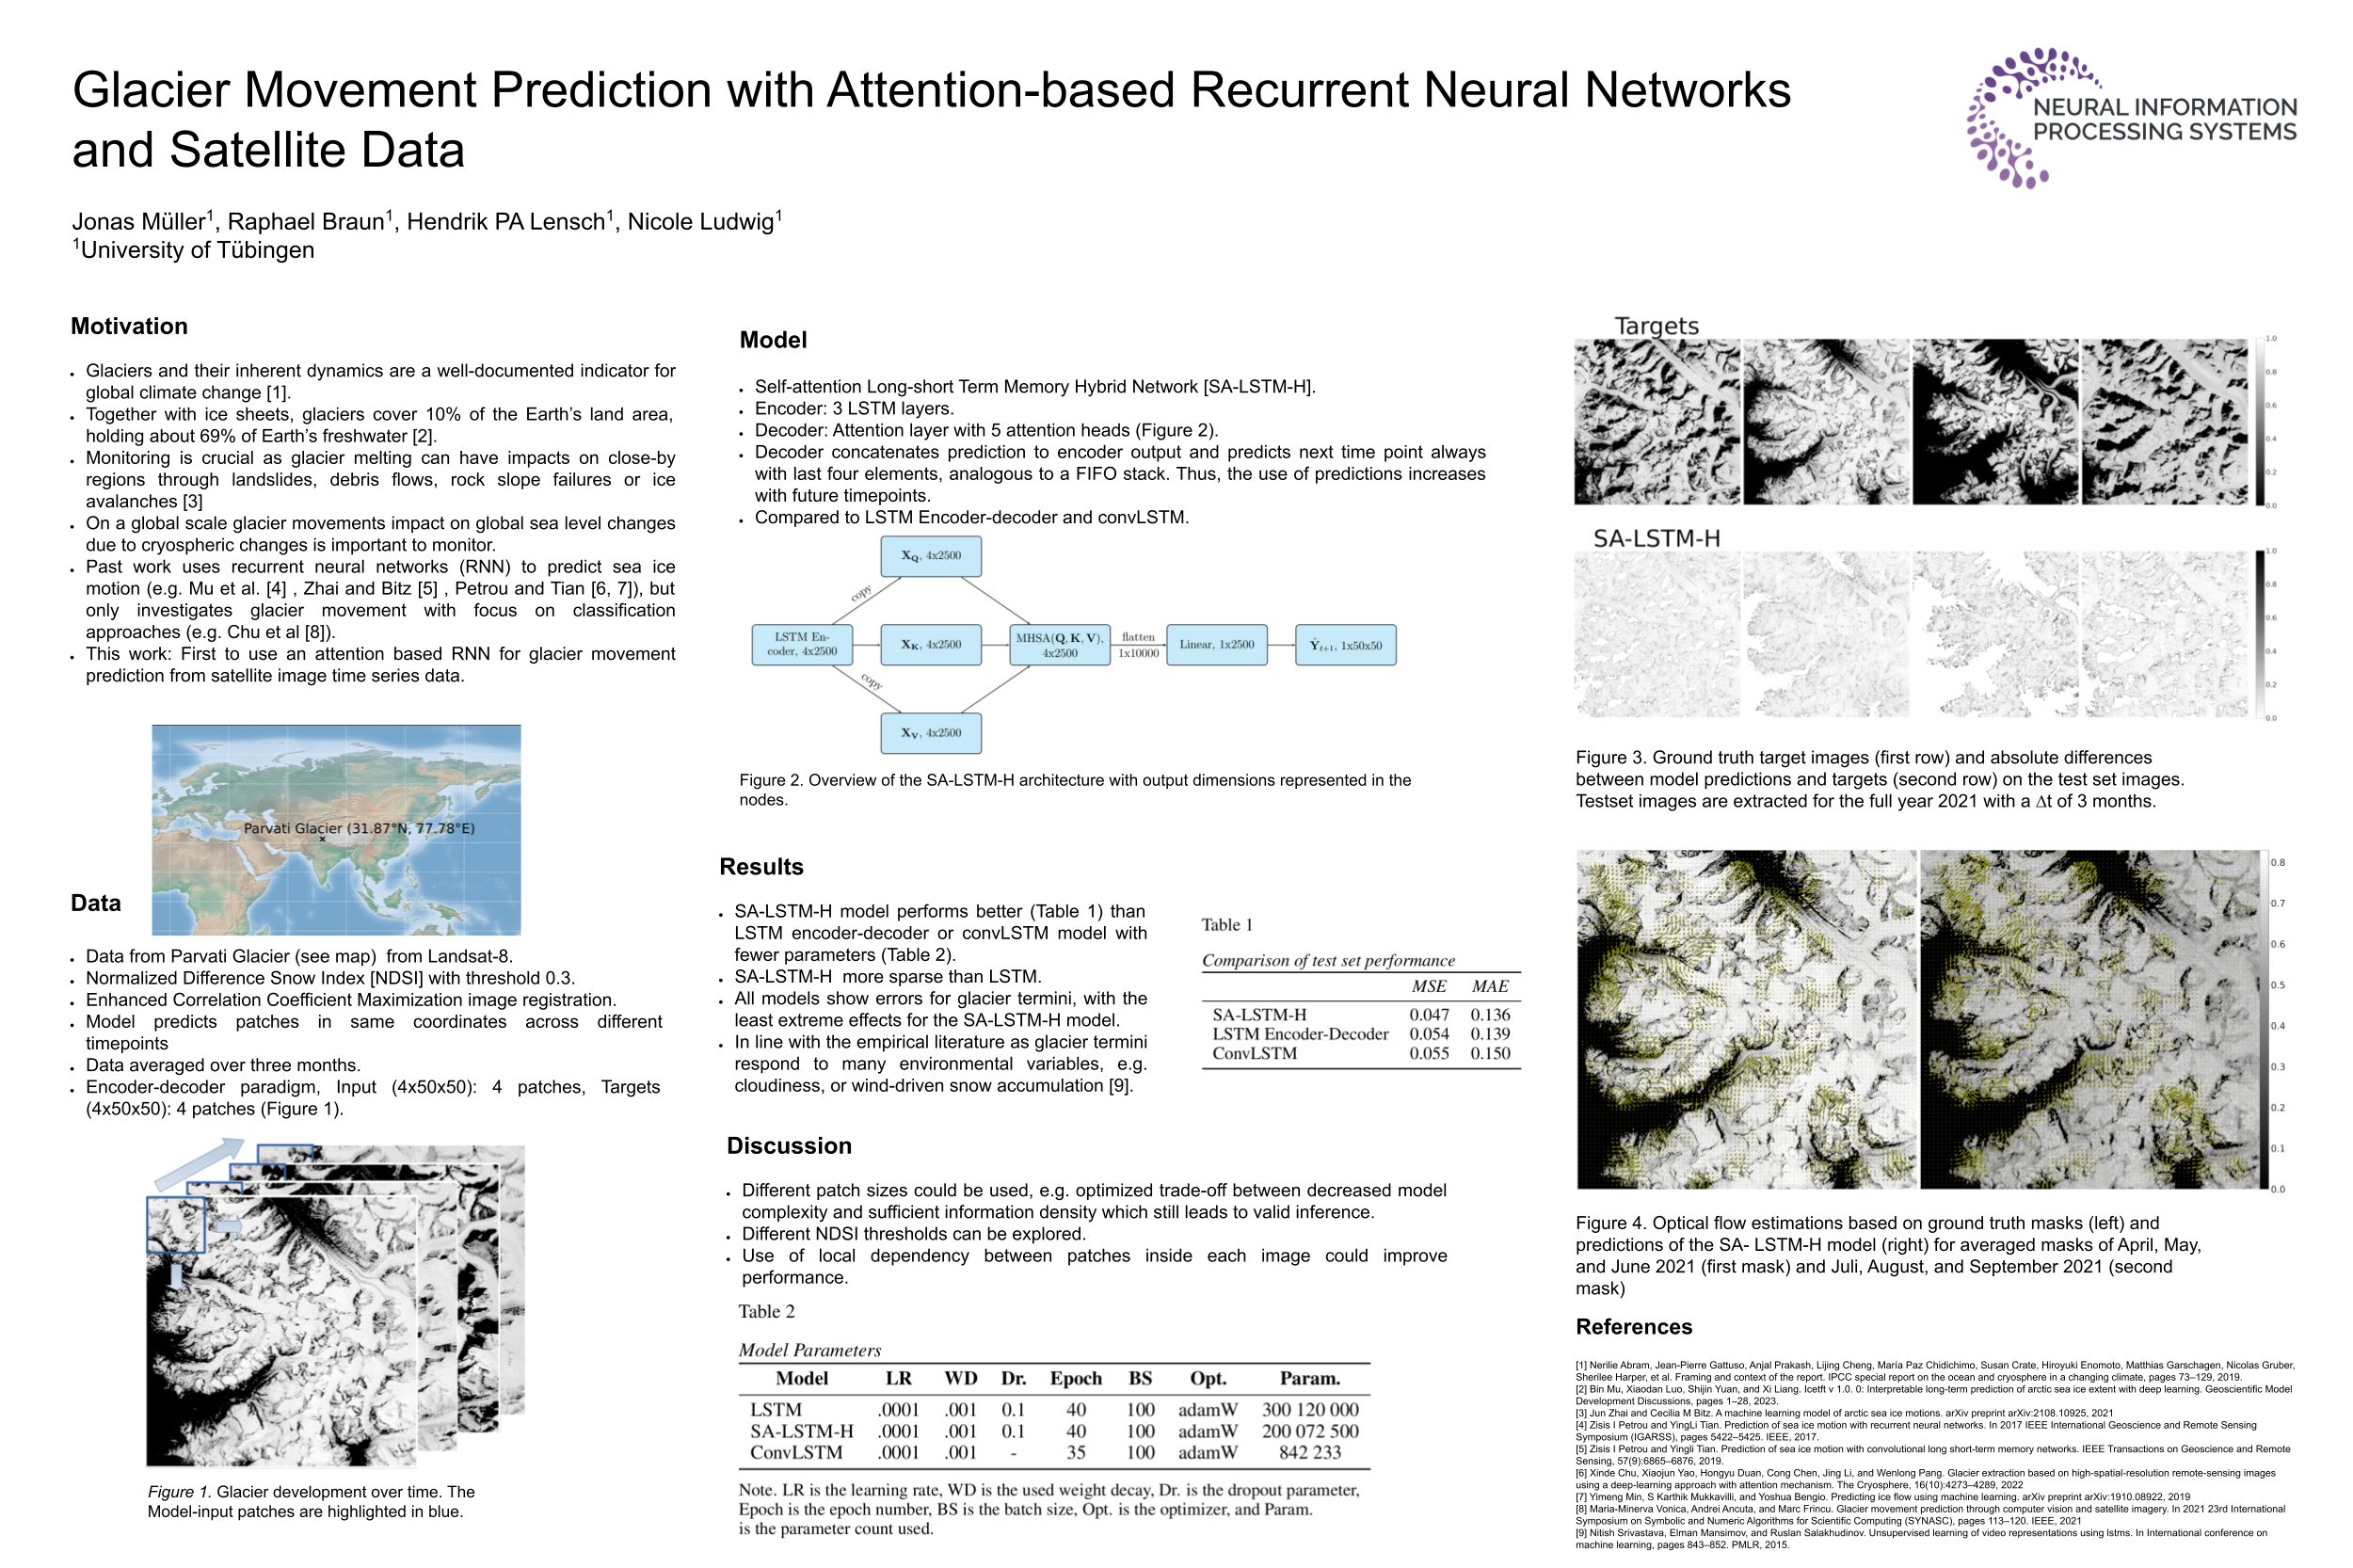 Glacier Movement Prediction with Attention-based Recurrent Neural Networks
and Satellite Data
NEURAL INFORMATION
PROCESSING SYSTEMS
Jonas Müller¹, Raphael Braun¹, Hendrik PA Lensch¹, Nicole Ludwig¹
¹University of Tübingen
Motivation
• Glaciers and their inherent dynamics are a well-documented indicator for
global climate change [1].
• Together with ice sheets, glaciers cover 10% of the Earth's land area,
holding about 69% of Earth's freshwater [2].
• Monitoring is crucial as glacier melting can have impacts on close-by
regions through landslides, debris flows, rock slope failures or ice
avalanches [3]
• On a global scale glacier movements impact on global sea level changes
due to cryospheric changes is important to monitor.
• Past work uses recurrent neural networks (RNN) to predict sea ice
motion (e.g. Mu et al. [4] , Zhai and Bitz [5] , Petrou and Tian [6, 7]), but
only investigates glacier movement with focus on classification
approaches (e.g. Chu et al [8]).
• This work: First to use an attention based RNN for glacier movement
prediction from satellite image time series data.
Parvati Glacier (31.87°N, 77.78°E)
Data
• Data from Parvati Glacier (see map) from Landsat-8.
• Normalized Difference Snow Index [NDSI] with threshold 0.3.
• Enhanced Correlation Coefficient Maximization image registration.
• Model predicts patches in same coordinates across different
timepoints
• Data averaged over three months.
• Encoder-decoder paradigm, Input (4x50x50): 4 patches, Targets
(4x50x50): 4 patches (Figure 1).
Figure 1. Glacier development over time. The
Model-input patches are highlighted in blue.
Model
• Self-attention Long-short Term Memory Hybrid Network [SA-LSTM-H].
• Encoder: 3 LSTM layers.
• Decoder: Attention layer with 5 attention heads (Figure 2).
• Decoder concatenates prediction to encoder output and predicts next time point always
with last four elements, analogous to a FIFO stack. Thus, the use of predictions increases
with future timepoints.
• Compared to LSTM Encoder-decoder and convLSTM.
X_Q, 4x2500
copy
LSTM En-
coder, 4x2500
X_K, 4x2500
MHSA(Q, K, V),
4x2500
flatten
1x10000
Linear, 1x2500
Ŷ_t+1, 1x50x50
copy
X_V, 4x2500
Figure 2. Overview of the SA-LSTM-H architecture with output dimensions represented in the
nodes.
Results
• SA-LSTM-H model performs better (Table 1) than
LSTM encoder-decoder or convLSTM model with
fewer parameters (Table 2).
• SA-LSTM-H more sparse than LSTM.
• All models show errors for glacier termini, with the
least extreme effects for the SA-LSTM-H model.
• In line with the empirical literature as glacier termini
respond to many environmental variables, e.g.
cloudiness, or wind-driven snow accumulation [9].
Table 1
Comparison of test set performance
MSE MAE
SA-LSTM-H 0.047 0.136
LSTM Encoder-Decoder 0.054 0.139
ConvLSTM 0.055 0.150
Discussion
• Different patch sizes could be used, e.g. optimized trade-off between decreased model
complexity and sufficient information density which still leads to valid inference.
• Different NDSI thresholds can be explored.
• Use of local dependency between patches inside each image could improve
performance.
Table 2
Model Parameters
Model LR WD Dr. Epoch BS Opt. Param.
LSTM .0001 .001 0.1 40 100 adamW 300 120 000
SA-LSTM-H .0001 .001 0.1 40 100 adamW 200 072 500
ConvLSTM .0001 .001 - 35 100 adamW 842 233
Note. LR is the learning rate, WD is the used weight decay, Dr. is the dropout parameter,
Epoch is the epoch number, BS is the batch size, Opt. is the optimizer, and Param.
is the parameter count used.
Targets
1.0
0.8
0.6
0.4
0.2
0.0
SA-LSTM-H
1.0
0.8
0.6
0.4
0.2
0.0
Figure 3. Ground truth target images (first row) and absolute differences
between model predictions and targets (second row) on the test set images.
Testset images are extracted for the full year 2021 with a Δt of 3 months.
0.8
0.7
0.6
0.5
0.4
0.3
0.2
0.1
0.0
Figure 4. Optical flow estimations based on ground truth masks (left) and
predictions of the SA- LSTM-H model (right) for averaged masks of April, May,
and June 2021 (first mask) and Juli, August, and September 2021 (second
mask)
References
[1] Nerilie Abram, Jean-Pierre Gattuso, Anjal Prakash, Lijing Cheng, María Paz Chidichimo, Susan Crate, Hiroyuki Enomoto, Matthias Garschagen, Nicolas Gruber,
Sherilee Harper, et al. Framing and context of the report. IPCC special report on the ocean and cryosphere in a changing climate, pages 73–129, 2019.
[2] Bin Mu, Xiaodan Luo, Shijin Yuan, and Xi Liang. Icetft v 1.0. 0: Interpretable long-term prediction of arctic sea ice extent with deep learning. Geoscientific Model
Development Discussions, pages 1–28, 2023.
[3] Jun Zhai and Cecilia M Bitz. A machine learning model of arctic sea ice motions. arXiv preprint arXiv:2108.10925, 2021
[4] Zisis I Petrou and YingLi Tian. Prediction of sea ice motion with recurrent neural networks. In 2017 IEEE International Geoscience and Remote Sensing
Symposium (IGARSS), pages 5422–5425. IEEE, 2017.
[5] Zisis I Petrou and Yingli Tian. Prediction of sea ice motion with convolutional long short-term memory networks. IEEE Transactions on Geoscience and Remote
Sensing, 57(9):6865–6876, 2019.
[6] Xinde Chu, Xiaojun Yao, Hongyu Duan, Cong Chen, Jing Li, and Wenlong Pang. Glacier extraction based on high-spatial-resolution remote-sensing images
using a deep-learning approach with attention mechanism. The Cryosphere, 16(10):4273–4289, 2022
[7] Yimeng Min, S Karthik Mukkavilli, and Yoshua Bengio. Predicting ice flow using machine learning. arXiv preprint arXiv:1910.08922, 2019
[8] Maria-Minerva Vonica, Andrei Ancuta, and Marc Frincu. Glacier movement prediction through computer vision and satellite imagery. In 2021 23rd International
Symposium on Symbolic and Numeric Algorithms for Scientific Computing (SYNASC), pages 113–120. IEEE, 2021
[9] Nitish Srivastava, Elman Mansimov, and Ruslan Salakhudinov. Unsupervised learning of video representations using lstms. In International conference on
machine learning, pages 843–852. PMLR, 2015.